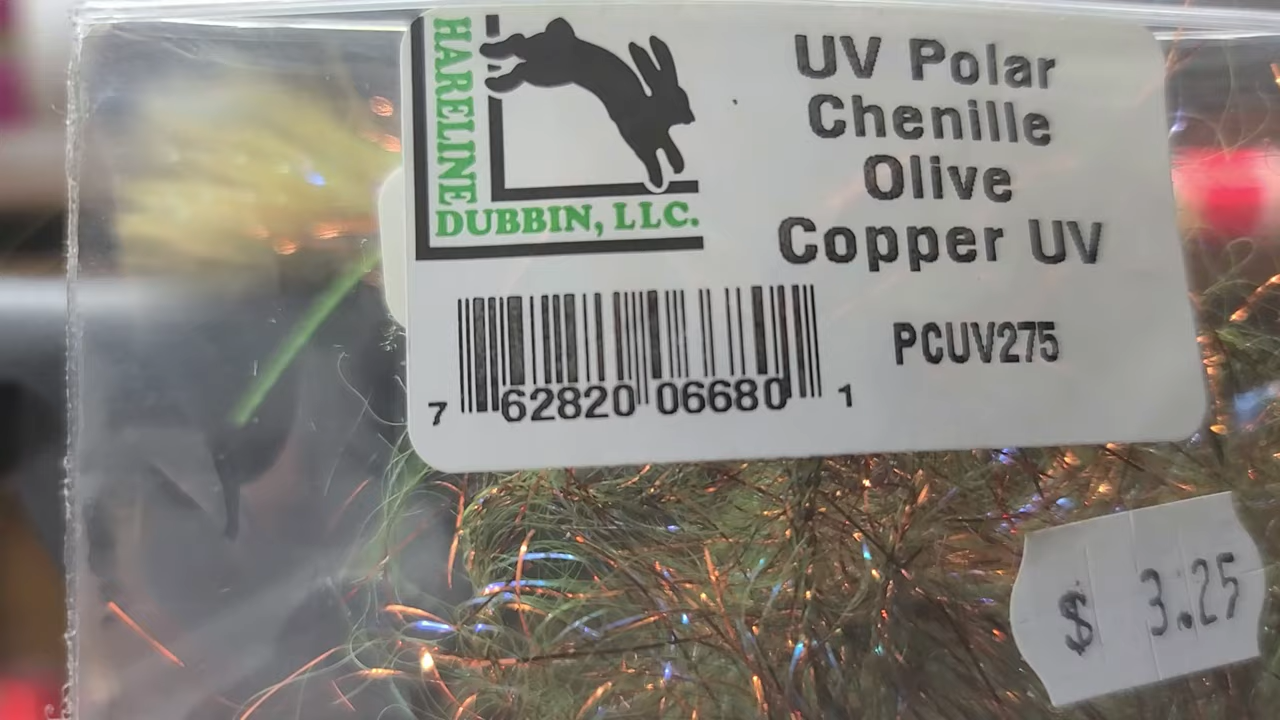 HARELINE
DUBBIN, LLC.
UV Polar
Chenille
Olive
Copper UV
PCUV275
7 62820 06680 1
$ 3.25